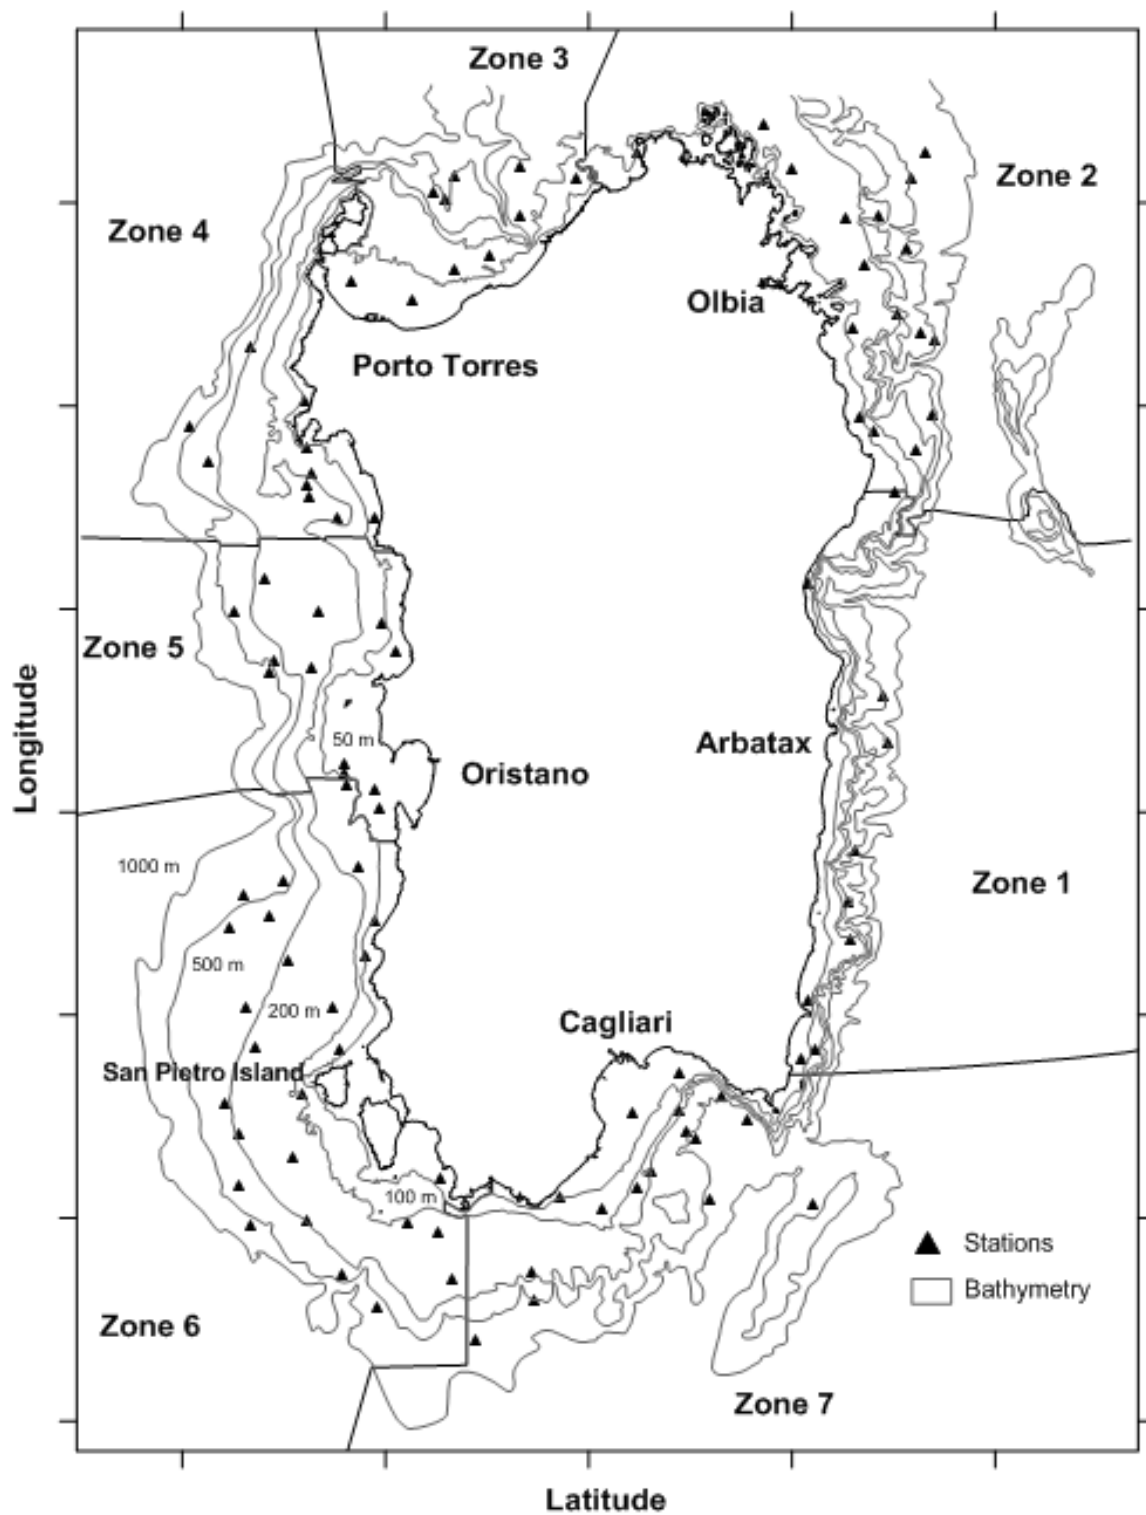 Zone 3
Zone 2
Zone 4
Olbia
Porto Torres
Zone 5
Longitude
50 m
Arbatax
Oristano
1000 m
Zone 1
500 m
200 m
Cagliari
San Pietro Island
100 m
Stations
Bathymetry
Zone 6
Zone 7
Latitude